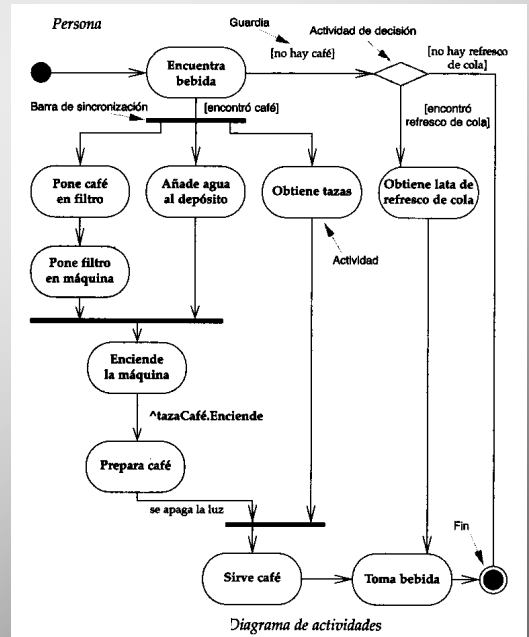 Persona
Guardia
Actividad de decisión
[no hay café]
[no hay refresco
de cola]
Encuentra
bebida
Barra de sincronización
[encontró café]
[encontró
refresco de cola]
Pone café
en filtro
Añade agua
al depósito
Obtiene tazas
Obtiene lata de
refresco de cola
Actividad
Pone filtro
en máquina
Enciende
la máquina
^tazaCafé.Enciende
Prepara café
se apaga la luz
Fin
Sirve café
Toma bebida
Diagrama de actividades